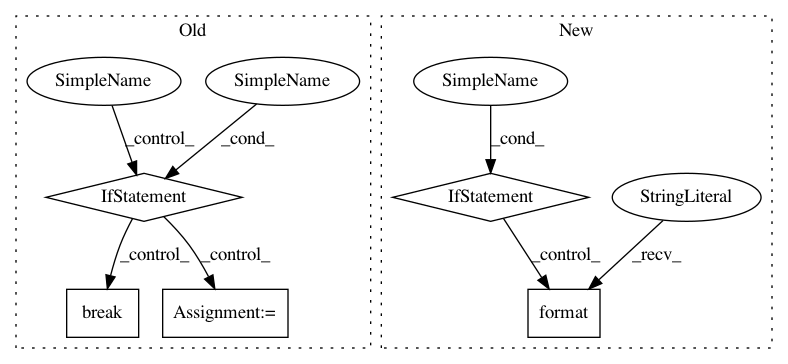 Old
New
SimpleName
SimpleName
SimpleName
_control_
_cond_
_cond_
IfStatement
IfStatement
StringLiteral
_control_
_control_
_control_
_recv_
break
Assignment:=
format